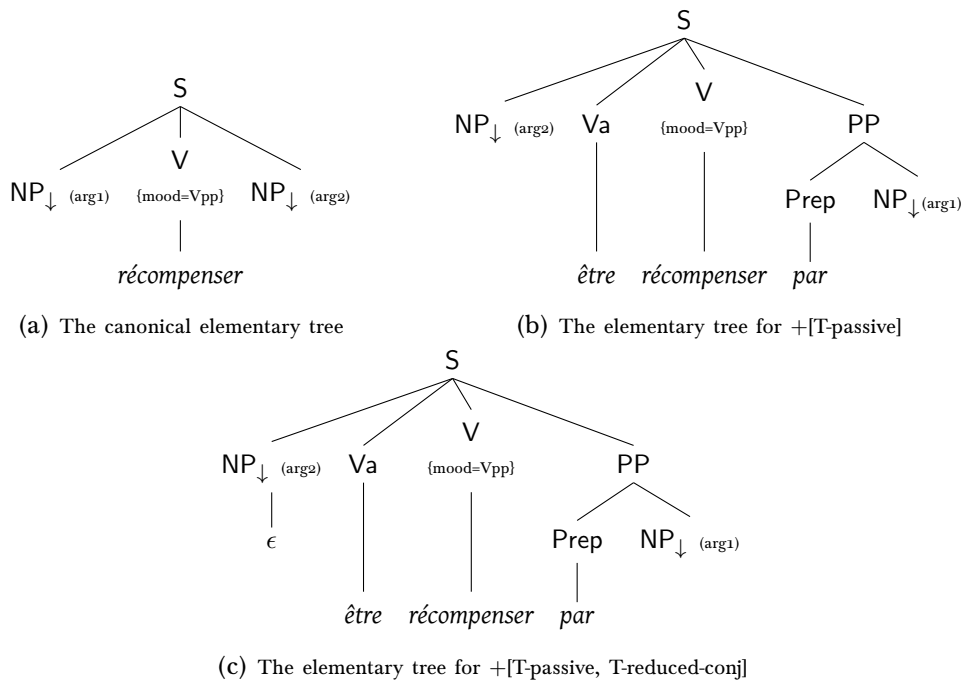 S
S
V
NP↓ (arg1) {mood=Vpp} NP↓ (arg2)
récompenser
(a) The canonical elementary tree
V
NP↓ (arg2) Va {mood=Vpp} PP
Prep NP↓(arg1)
être récompenser par
(b) The elementary tree for +[T-passive]
S
V
NP↓ (arg2) Va {mood=Vpp} PP
ϵ Prep NP↓ (arg1)
être récompenser par
(c) The elementary tree for +[T-passive, T-reduced-conj]